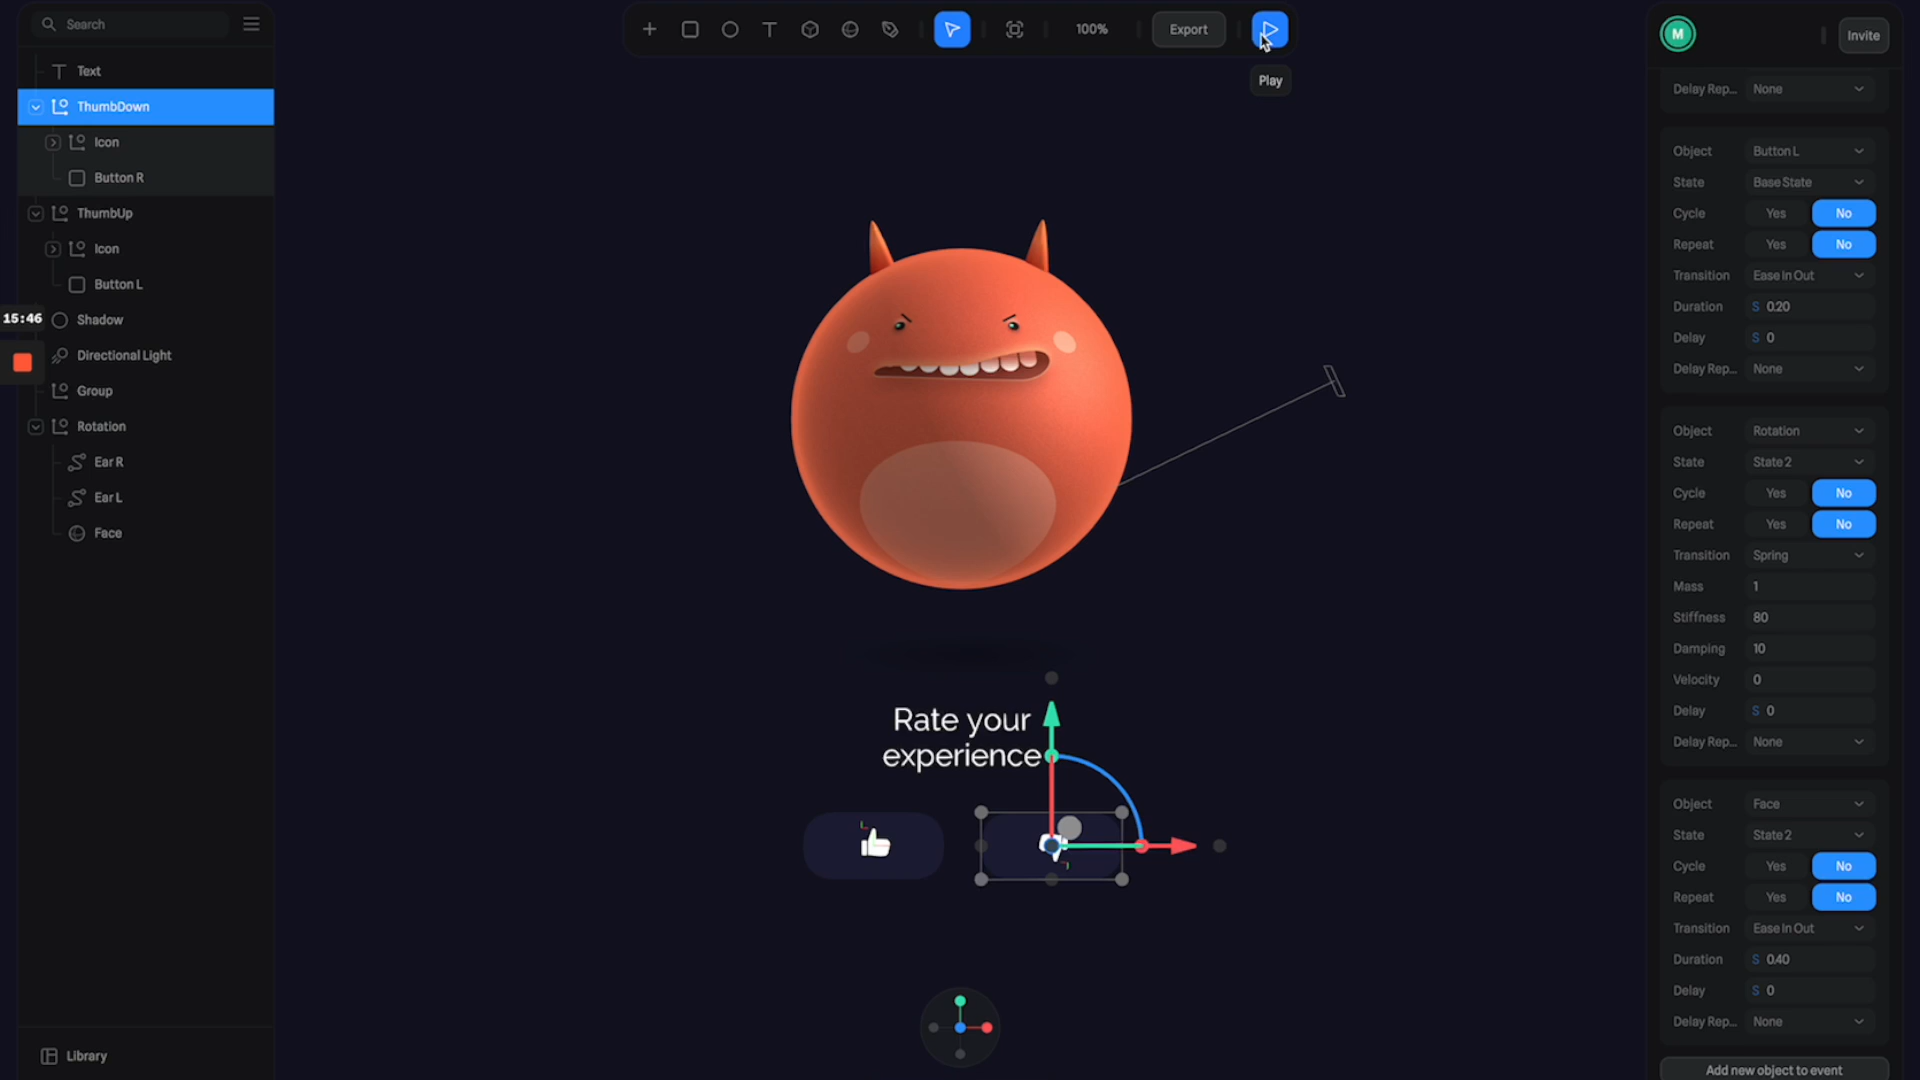 Search
Text
ThumbDown
Icon
Button R
ThumbUp
Icon
Button L
15:46
Shadow
Directional Light
Group
Rotation
Ear R
Ear L
Face
Library
100%
Export
Play
Rate your
experience
M
Invite
Delay Rep... None
Object Button L
State Base State
Cycle Yes No
Repeat Yes No
Transition Ease In Out
Duration S 0.20
Delay S 0
Delay Rep... None
Object Rotation
State State 2
Cycle Yes No
Repeat Yes No
Transition Spring
Mass 1
Stiffness 80
Damping 10
Velocity 0
Delay S 0
Delay Rep... None
Object Face
State State 2
Cycle Yes No
Repeat Yes No
Transition Ease In Out
Duration S 0.40
Delay S 0
Delay Rep... None
Add new object to event